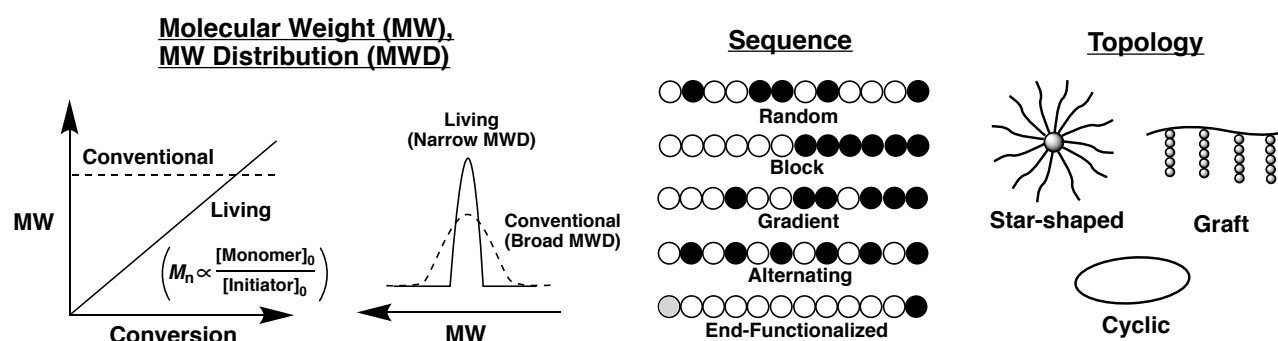 Molecular Weight (MW),
MW Distribution (MWD)
MW
Conventional
Living
Mn ∝ [Monomer]0
[Initiator]0
Conversion
Living
(Narrow MWD)
Conventional
(Broad MWD)
MW
Sequence
Random
Block
Gradient
Alternating
End-Functionalized
Topology
Star-shaped
Graft
Cyclic